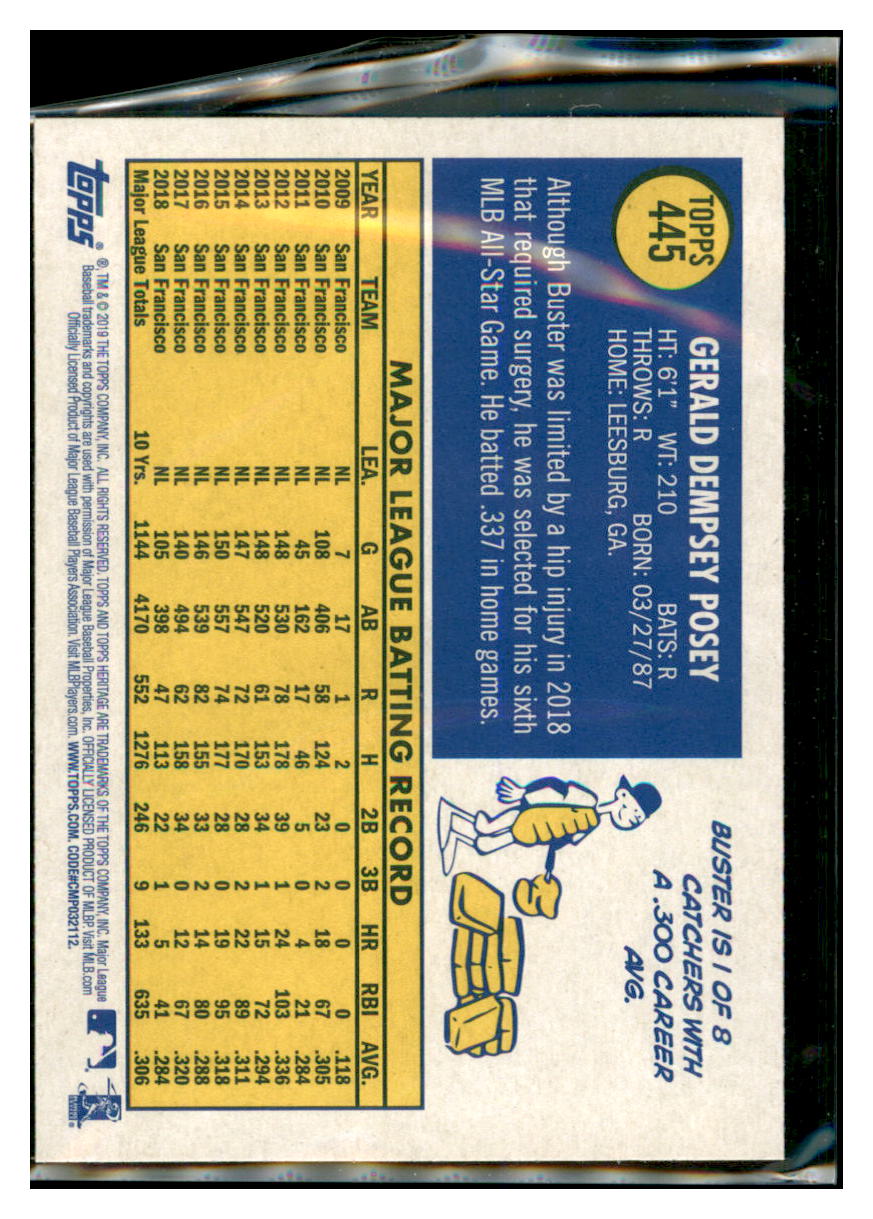 TOPPS
445
GERALD DEMPSEY POSEY
HT: 6'1" WT: 210 BATS: R
THROWS: R BORN: 03/27/87
HOME: LEESBURG, GA.
Although Buster was limited by a hip injury in 2018
that required surgery, he was selected for his sixth
MLB All-Star Game. He batted .337 in home games.
BUSTER IS 1 OF 8
CATCHERS WITH
A .300 CAREER
AVG.
MAJOR LEAGUE BATTING RECORD
YEAR TEAM LEA. G AB R H 2B 3B HR RBI AVG.
2009 San Francisco NL 7 17 1 2 0 0 0 0 .118
2010 San Francisco NL 108 406 58 124 23 2 18 67 .305
2011 San Francisco NL 45 162 17 46 5 0 4 21 .284
2012 San Francisco NL 148 530 78 178 39 1 24 103 .336
2013 San Francisco NL 148 520 61 153 34 1 15 72 .294
2014 San Francisco NL 147 547 72 170 28 2 22 89 .311
2015 San Francisco NL 150 557 74 177 28 0 19 95 .318
2016 San Francisco NL 146 539 82 155 33 2 14 80 .288
2017 San Francisco NL 140 494 62 158 34 0 12 67 .320
2018 San Francisco NL 105 398 47 113 22 1 5 41 .284
Major League Totals 10 Yrs. 1144 4170 552 1276 246 9 133 635 .306
topps®
®, TM & © 2019 THE TOPPS COMPANY, INC. ALL RIGHTS RESERVED. TOPPS AND TOPPS HERITAGE ARE TRADEMARKS OF THE TOPPS COMPANY, INC. Major League
Baseball trademarks and copyrights are used with permission of Major League Baseball Properties, Inc. OFFICIALLY LICENSED PRODUCT OF MLBP. Visit MLB.com
Officially Licensed Product of Major League Baseball Players Association. Visit MLBPlayers.com. WWW.TOPPS.COM. CODE#CMP032112.